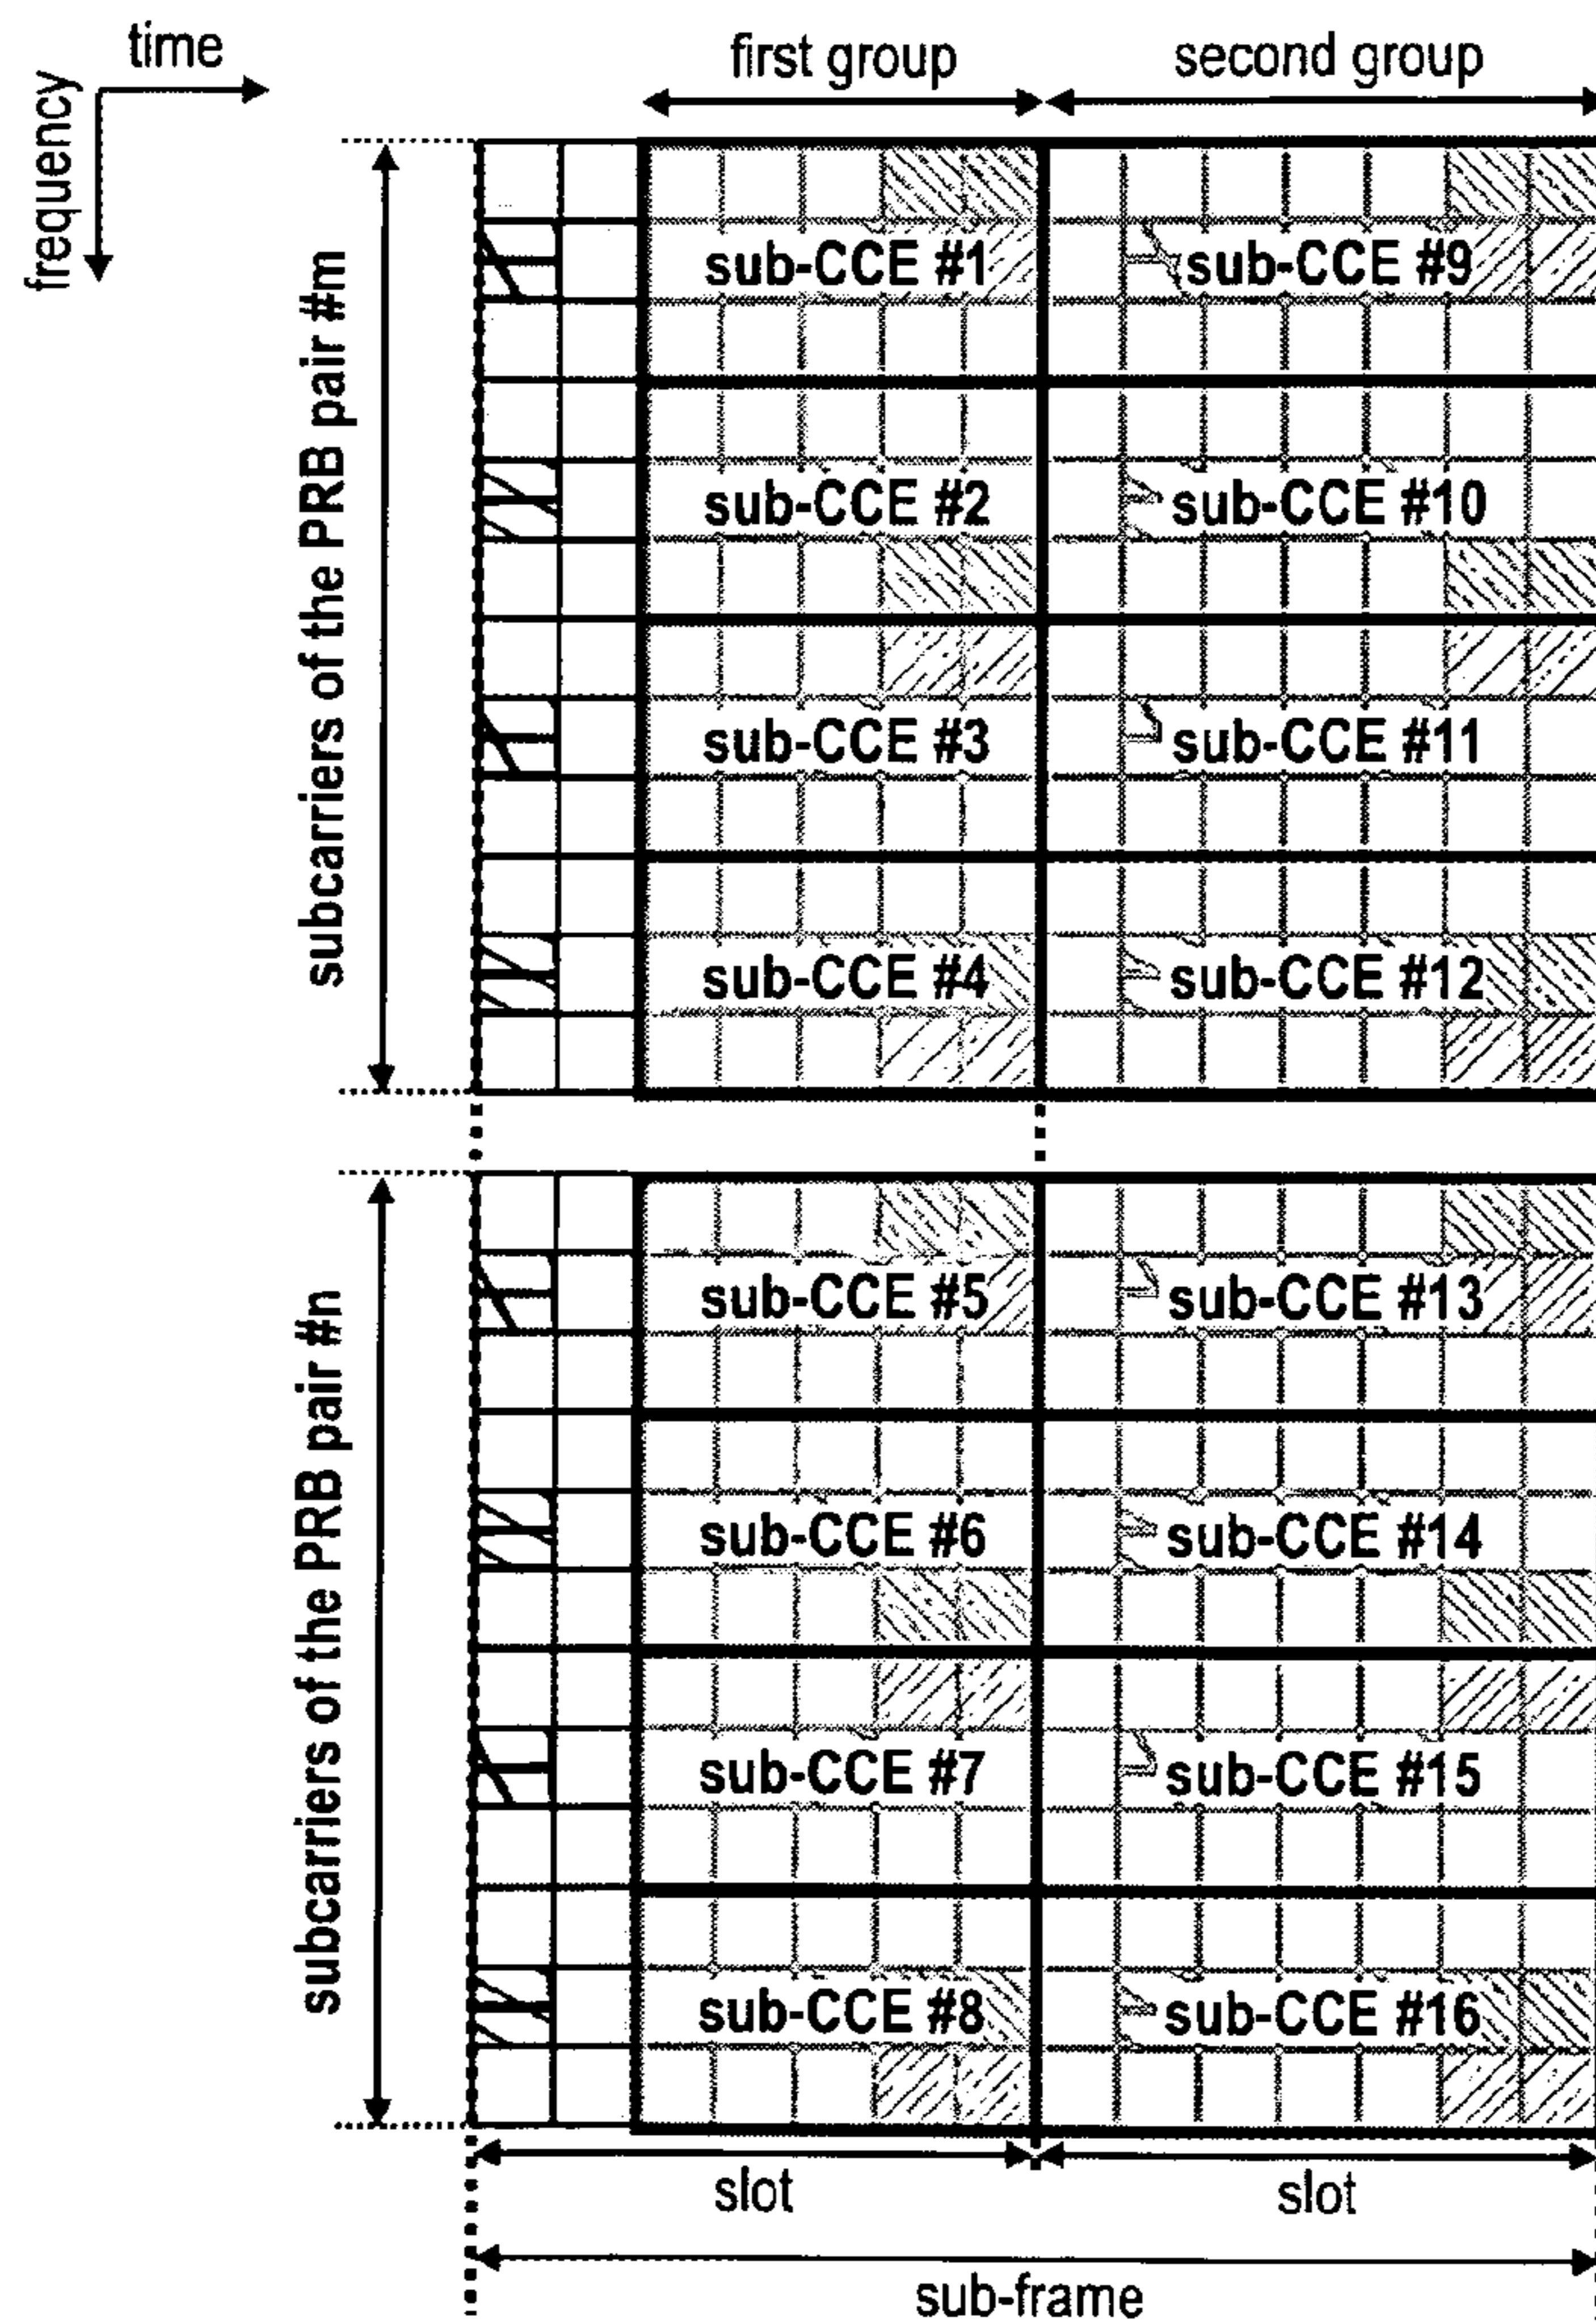 time
first group
second group
frequency
subcarriers of the PRB pair #m
sub-CCE #1
sub-CCE #9
sub-CCE #2
sub-CCE #10
sub-CCE #3
sub-CCE #11
sub-CCE #4
sub-CCE #12
subcarriers of the PRB pair #n
sub-CCE #5
sub-CCE #13
sub-CCE #6
sub-CCE #14
sub-CCE #7
sub-CCE #15
sub-CCE #8
sub-CCE #16
slot
slot
sub-frame